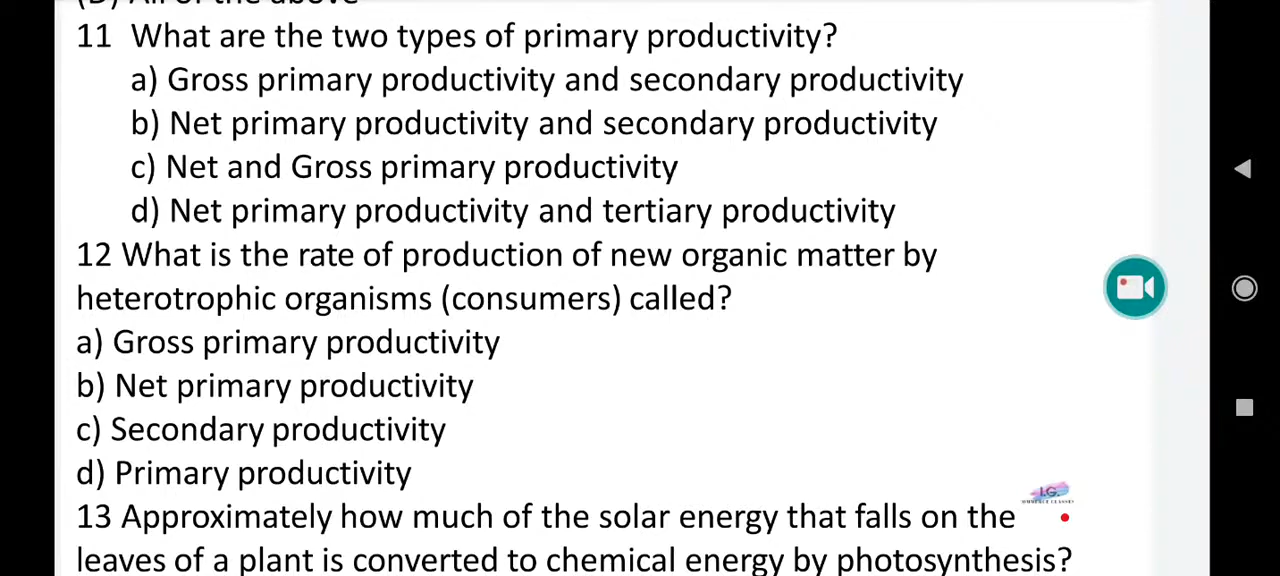 (D) All of the above
11 What are the two types of primary productivity?
a) Gross primary productivity and secondary productivity
b) Net primary productivity and secondary productivity
c) Net and Gross primary productivity
d) Net primary productivity and tertiary productivity
12 What is the rate of production of new organic matter by
heterotrophic organisms (consumers) called?
a) Gross primary productivity
b) Net primary productivity
c) Secondary productivity
d) Primary productivity
I.G.
13 Approximately how much of the solar energy that falls on the
leaves of a plant is converted to chemical energy by photosynthesis?